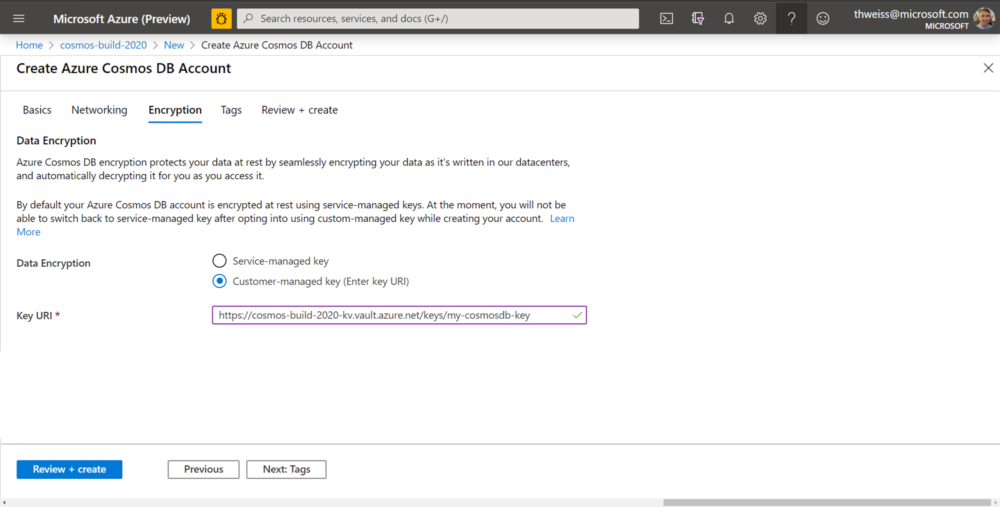 Microsoft Azure (Preview)
Search resources, services, and docs (G+/)
thweiss@microsoft.com
MICROSOFT
Home > cosmos-build-2020 > New > Create Azure Cosmos DB Account
Create Azure Cosmos DB Account
Basics Networking Encryption Tags Review + create
Data Encryption
Azure Cosmos DB encryption protects your data at rest by seamlessly encrypting your data as it's written in our datacenters,
and automatically decrypting it for you as you access it.
By default your Azure Cosmos DB account is encrypted at rest using service-managed keys. At the moment, you will not be
able to switch back to service-managed key after opting into using custom-managed key while creating your account. Learn
More
Data Encryption
Service-managed key
Customer-managed key (Enter key URI)
Key URI *
https://cosmos-build-2020-kv.vault.azure.net/keys/my-cosmosdb-key
Review + create Previous Next: Tags